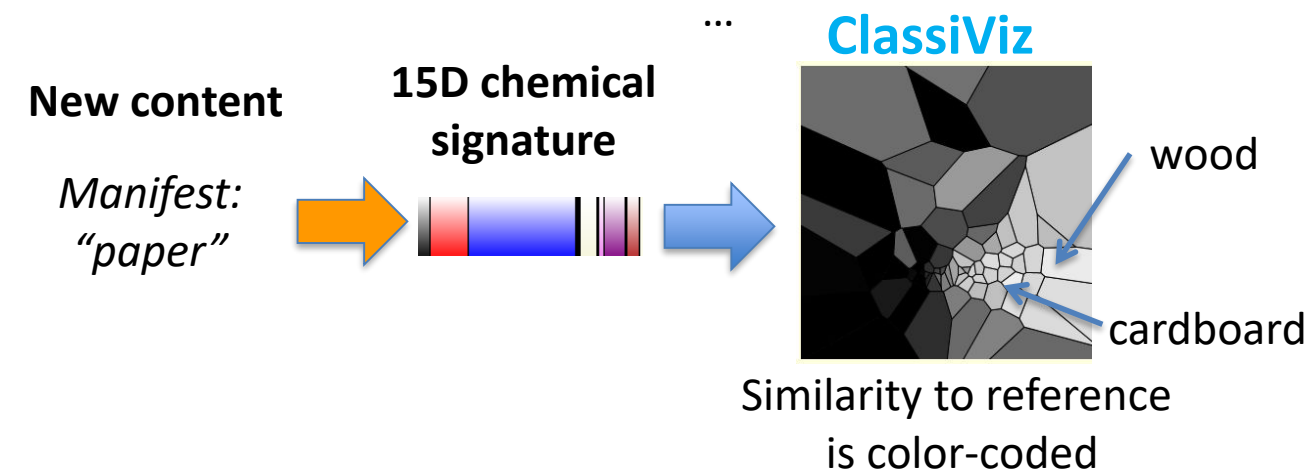 ...
ClassiViz
New content
15D chemical
signature
Manifest:
“paper”
wood
cardboard
Similarity to reference
is color-coded